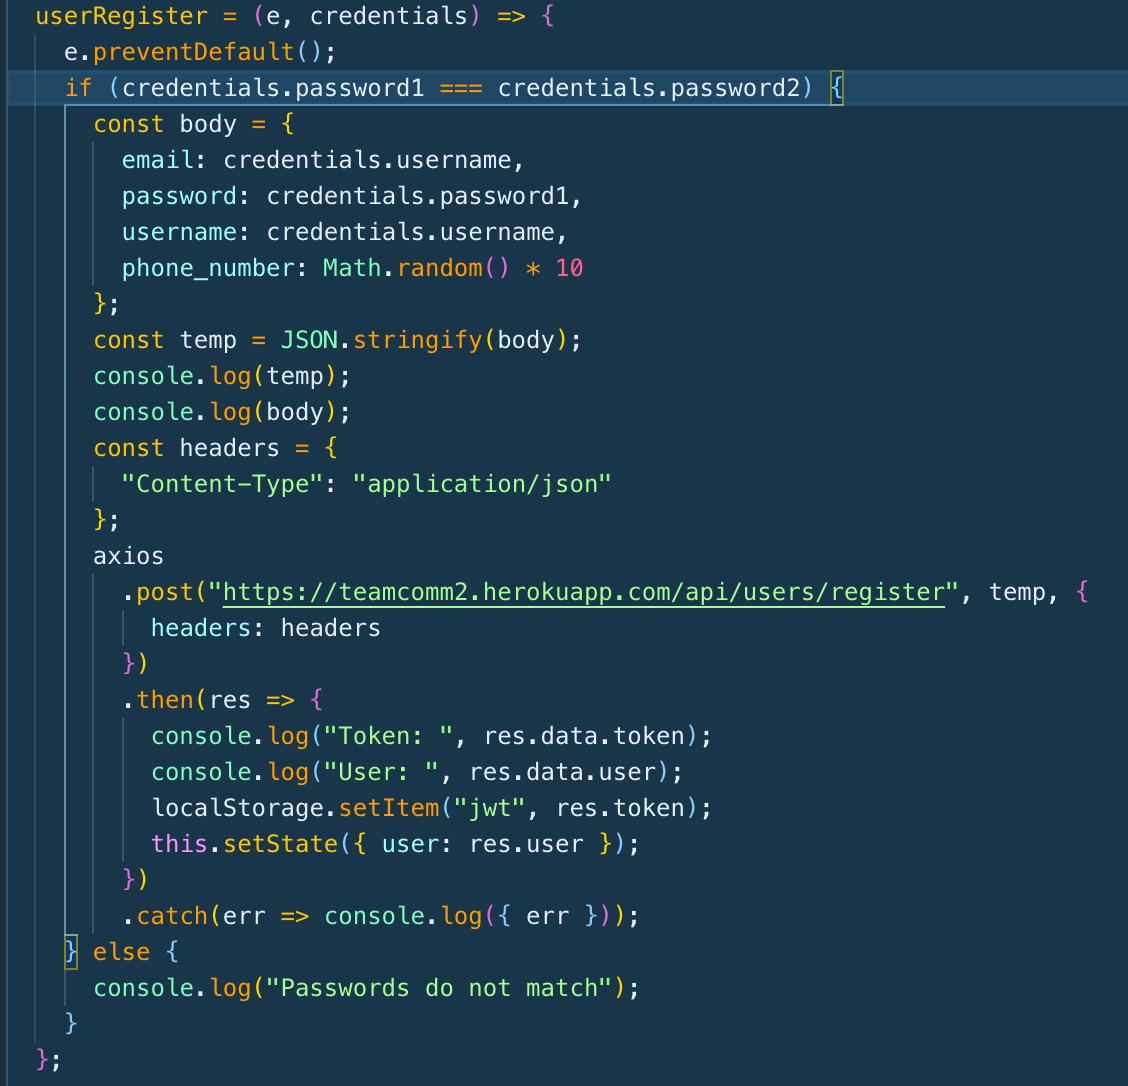 userRegister = (e, credentials) => {
e.preventDefault();
if (credentials.password1 === credentials.password2) {
const body = {
email: credentials.username,
password: credentials.password1,
username: credentials.username,
phone_number: Math.random() * 10
};
const temp = JSON.stringify(body);
console.log(temp);
console.log(body);
const headers = {
"Content-Type": "application/json"
};
axios
.post("https://teamcomm2.herokuapp.com/api/users/register", temp, {
headers: headers
})
.then(res => {
console.log("Token: ", res.data.token);
console.log("User: ", res.data.user);
localStorage.setItem("jwt", res.token);
this.setState({ user: res.user });
})
.catch(err => console.log({ err }));
} else {
console.log("Passwords do not match");
}
};